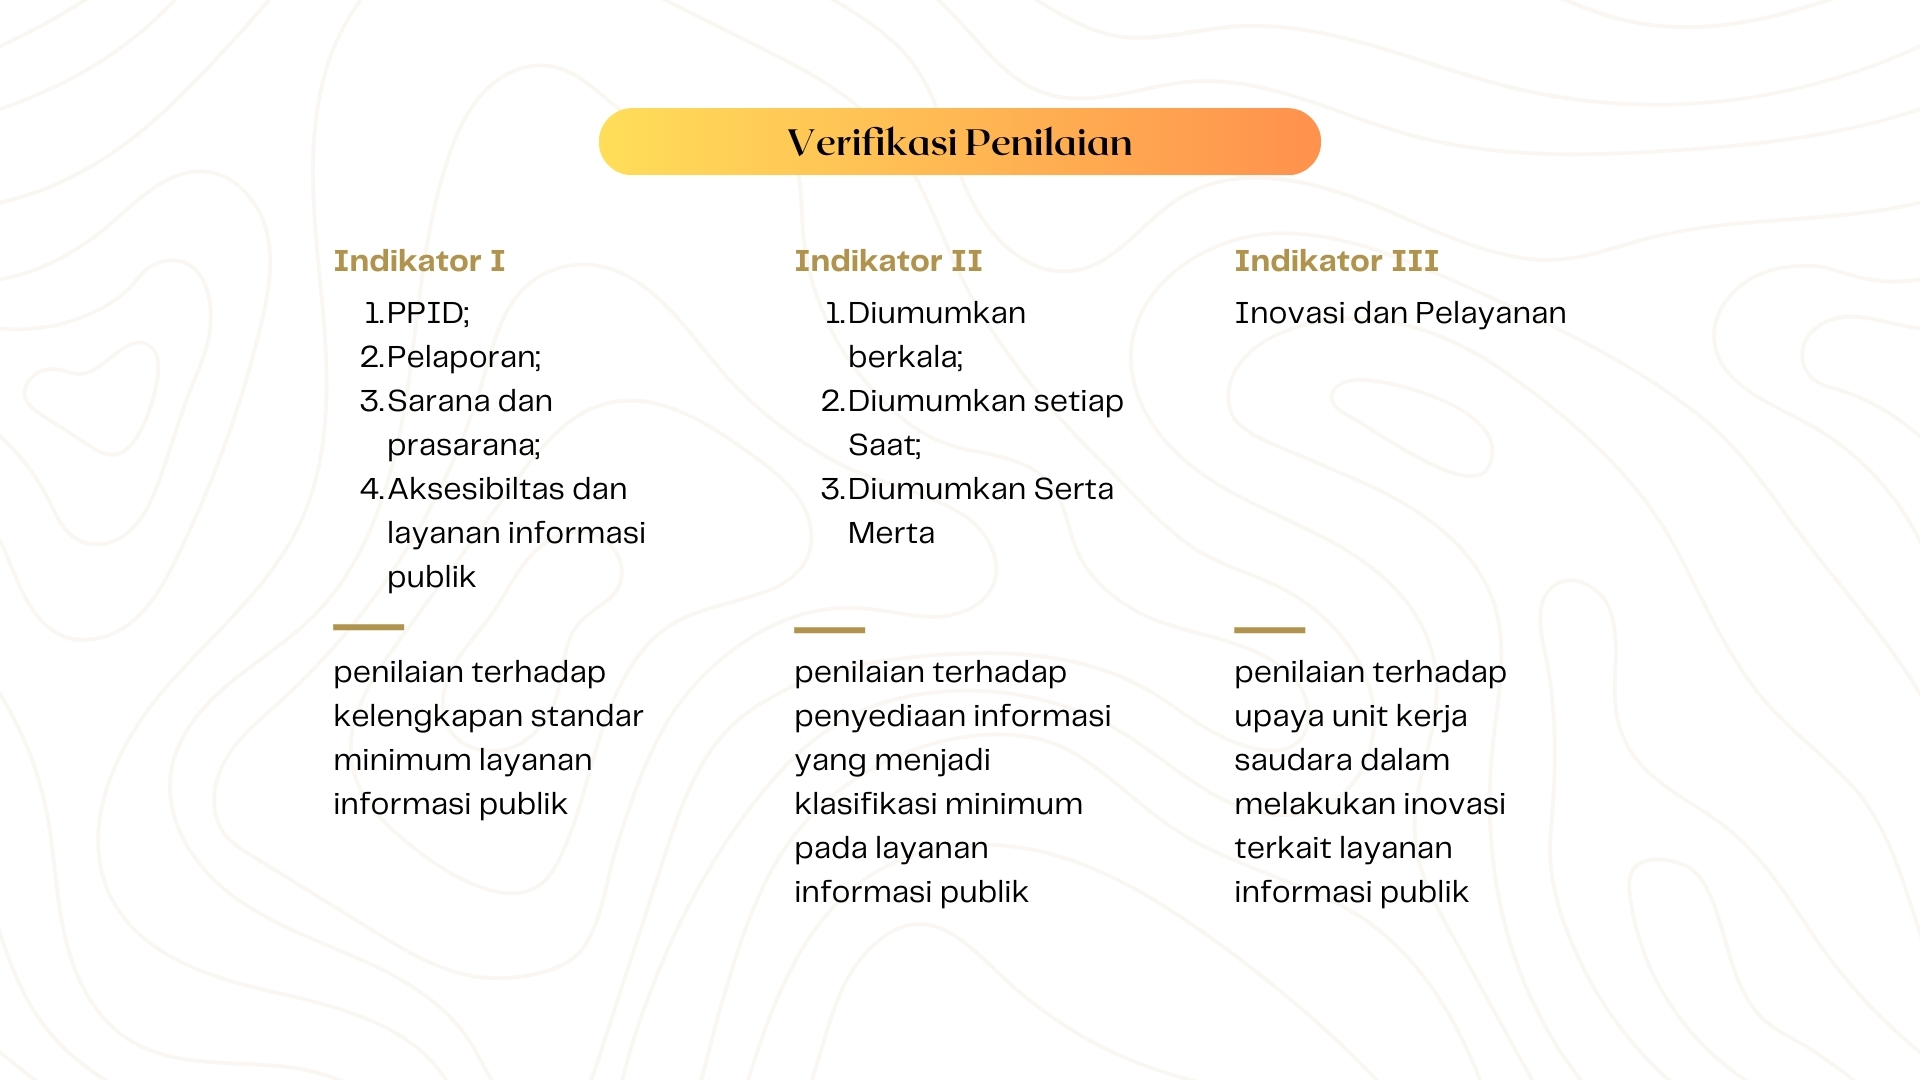 Verifikasi Penilaian
Indikator I
1. PPID;
2. Pelaporan;
3. Sarana dan
prasarana;
4. Aksesibiltas dan
layanan informasi
publik
penilaian terhadap
kelengkapan standar
minimum layanan
informasi publik
Indikator II
1. Diumumkan
berkala;
2. Diumumkan setiap
Saat;
3. Diumumkan Serta
Merta
penilaian terhadap
penyediaan informasi
yang menjadi
klasifikasi minimum
pada layanan
informasi publik
Indikator III
Inovasi dan Pelayanan
penilaian terhadap
upaya unit kerja
saudara dalam
melakukan inovasi
terkait layanan
informasi publik